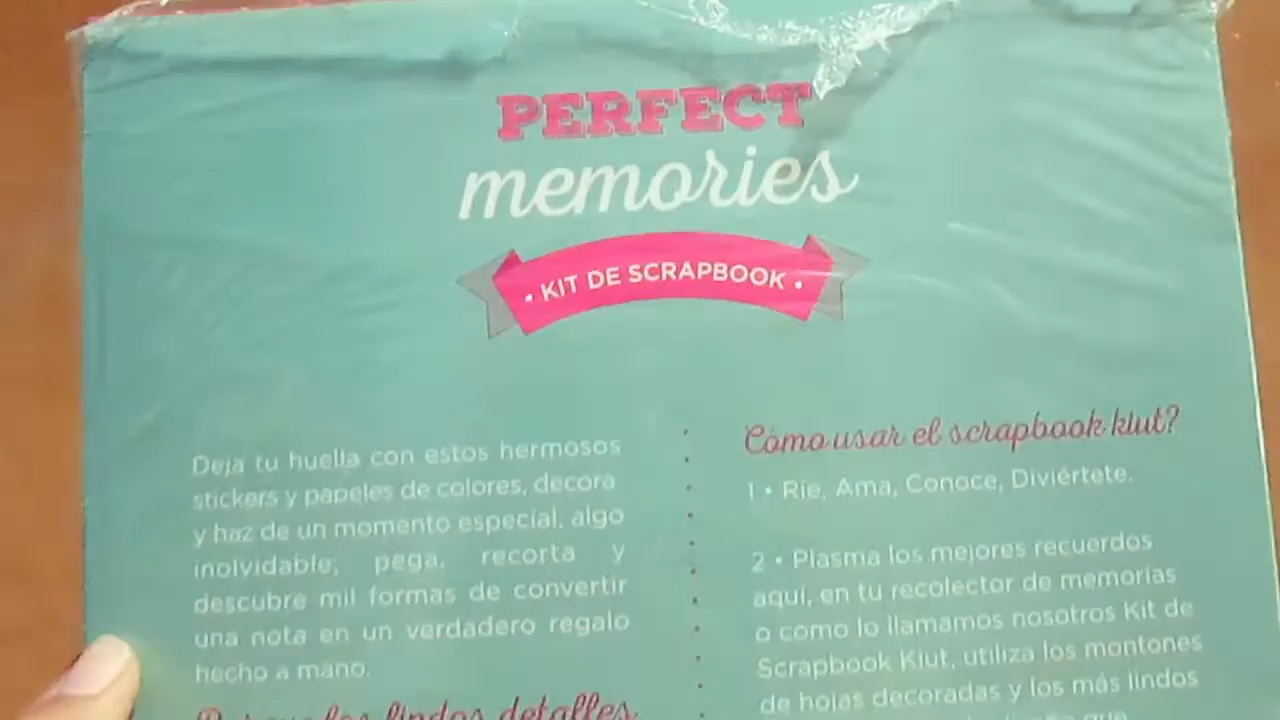 PERFECT
memories
• KIT DE SCRAPBOOK •
Deja tu huella con estos hermosos
stickers y papeles de colores, decora
y haz de un momento especial, algo
inolvidable; pega, recorta y
descubre mil formas de convertir
una nota en un verdadero regalo
hecho a mano.
los lindos detalles
Cómo usar el scrapbook kiut?
1 • Ríe, Ama, Conoce, Diviértete.
2 • Plasma los mejores recuerdos
aquí, en tu recolector de memorias
o como lo llamamos nosotros Kit de
Scrapbook Kiut, utiliza los montones
de hojas decoradas y los más lindos
que